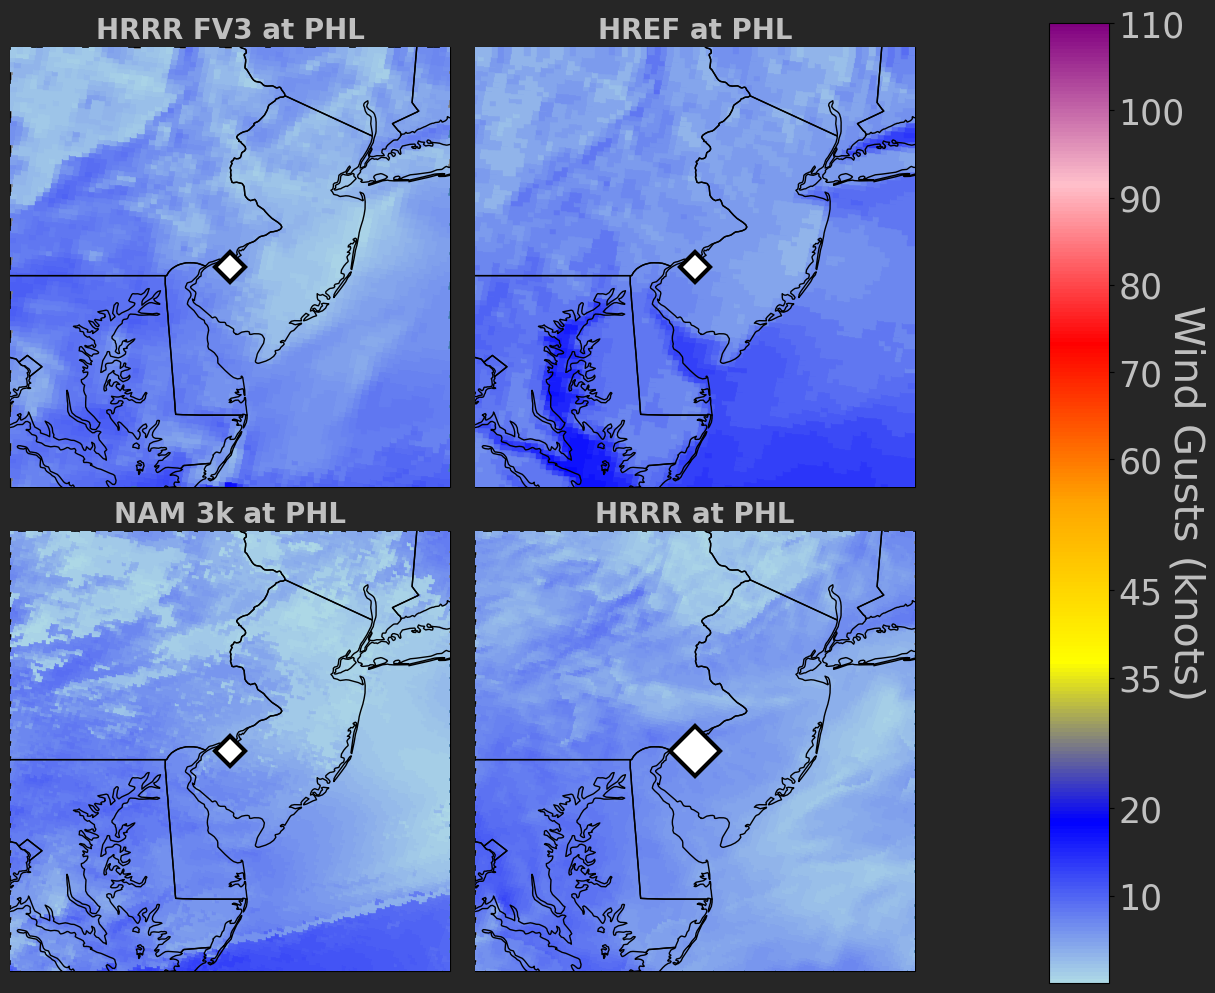 HRRR FV3 at PHL
HREF at PHL
NAM 3k at PHL
HRRR at PHL
110
100
90
80
70
60
45
35
20
10
Wind Gusts (knots)